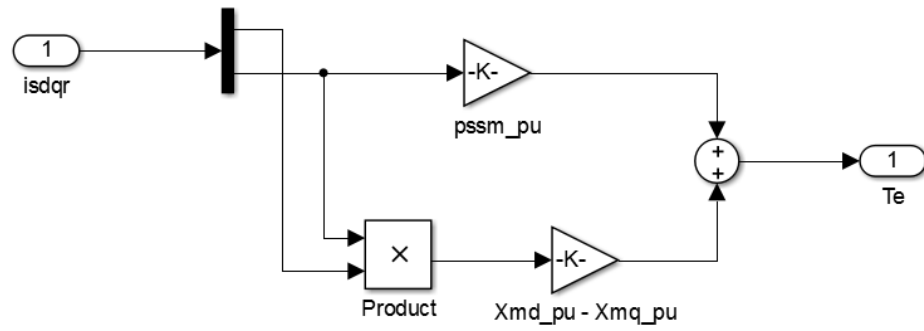 1
isdqr
-K-
pssm_pu
+
+
1
Te
×
Product
-K-
Xmd_pu - Xmq_pu